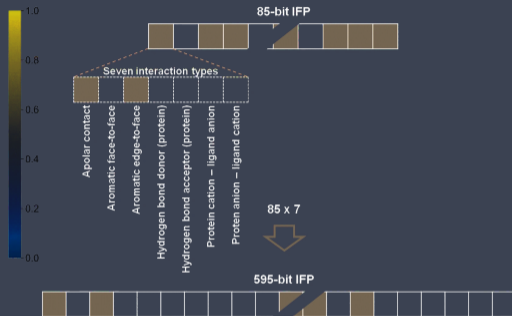 85-bit IFP
1.0
0.8
0.6
0.4
0.2
0.0
Seven interaction types
Apolar contact
Aromatic face-to-face
Aromatic edge-to-face
Hydrogen bond donor (protein)
Hydrogen bond acceptor (protein)
Protein cation – ligand anion
Proten anion – ligand cation
85 x 7
595-bit IFP